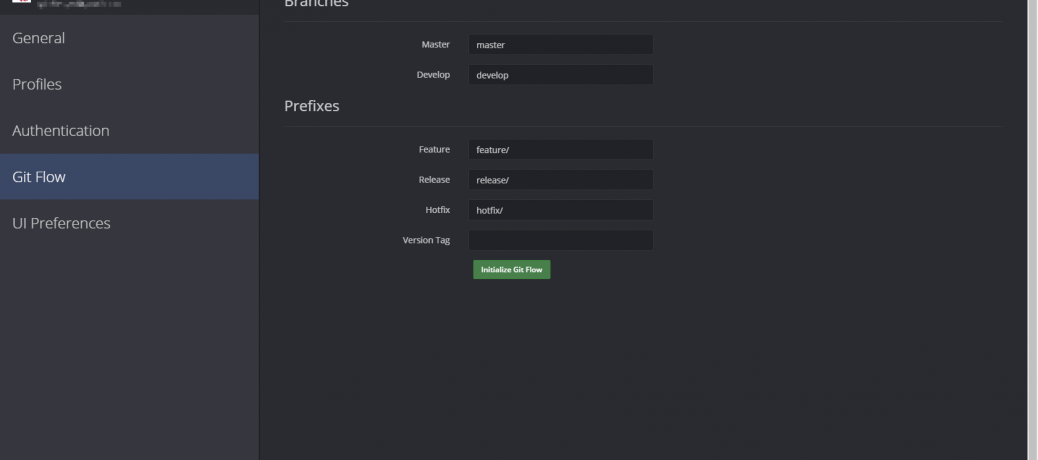 Branches
General
Master master
Develop develop
Profiles
Prefixes
Authentication
Feature feature/
Git Flow
Release release/
Hotfix hotfix/
UI Preferences
Version Tag
Initialize Git Flow